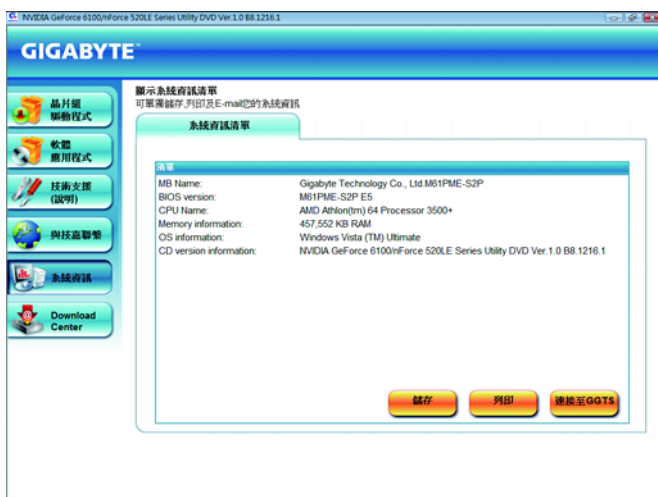 NVIDIA GeForce 6100/nForce 520LE Series Utility DVD Ver.1.0 B8.1216.1
GIGABYTE™
晶片組
驅動程式
軟體
應用程式
技術支援
(說明)
與技嘉聯繫
系統資訊
Download
Center
顯示系統資訊清單
可單獨儲存,列印及E-mail您的系統資訊
系統資訊清單
清單
MB Name: Gigabyte Technology Co., Ltd.M61PME-S2P
BIOS version: M61PME-S2P E5
CPU Name: AMD Athlon(tm) 64 Processor 3500+
Memory information: 457,552 KB RAM
OS information: Windows Vista (TM) Ultimate
CD version information: NVIDIA GeForce 6100/nForce 520LE Series Utility DVD Ver.1.0 B8.1216.1
儲存
列印
連接至GGTS